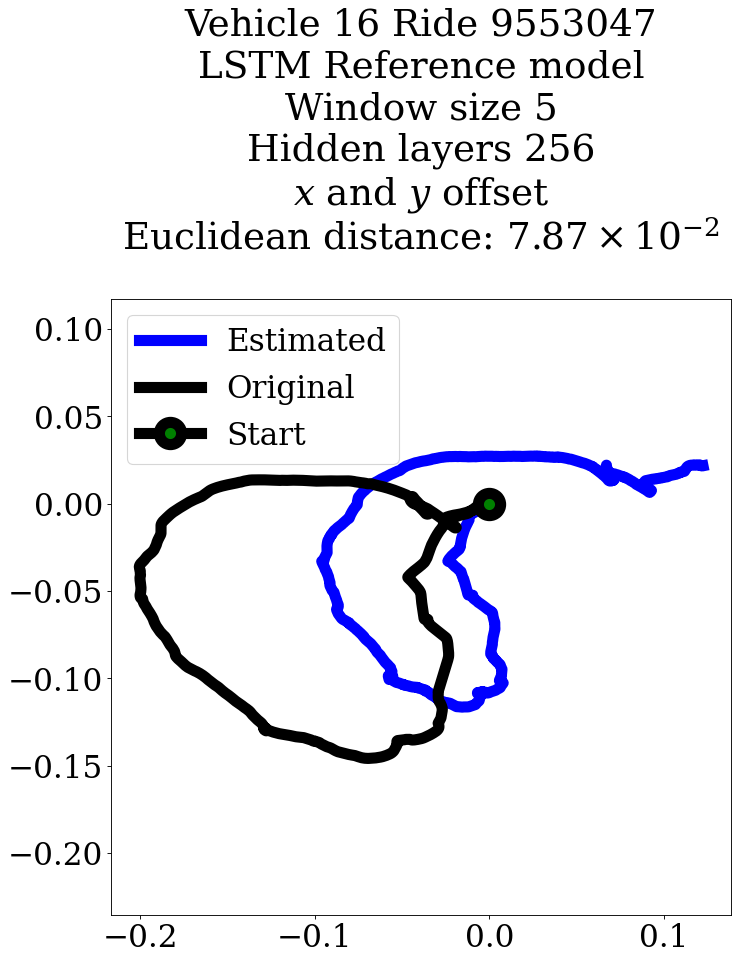 Vehicle 16 Ride 9553047
LSTM Reference model
Window size 5
Hidden layers 256
x and y offset
Euclidean distance: 7.87 × 10⁻²
Estimated
Original
Start
0.10
0.05
0.00
−0.05
−0.10
−0.15
−0.20
−0.2 −0.1 0.0 0.1